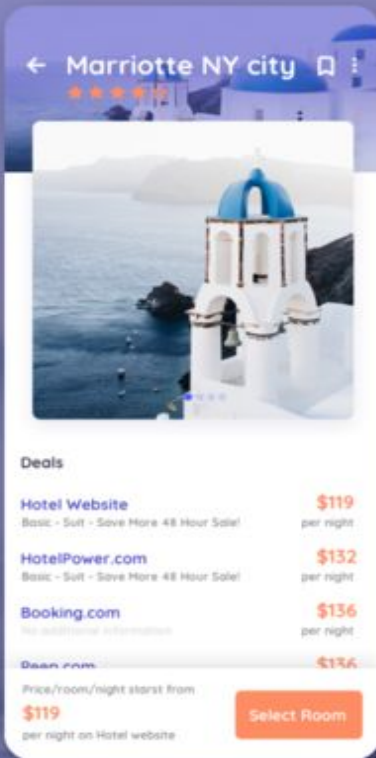 Marriotte NY city
Deals
Hotel Website $119
Basic - Suit - Save More 48 Hour Sale! per night
HotelPower.com $132
Basic - Suit - Save More 48 Hour Sale! per night
Booking.com $136
No additional information per night
$136
Price/room/night starst from
$119
per night on Hotel website
Select Room